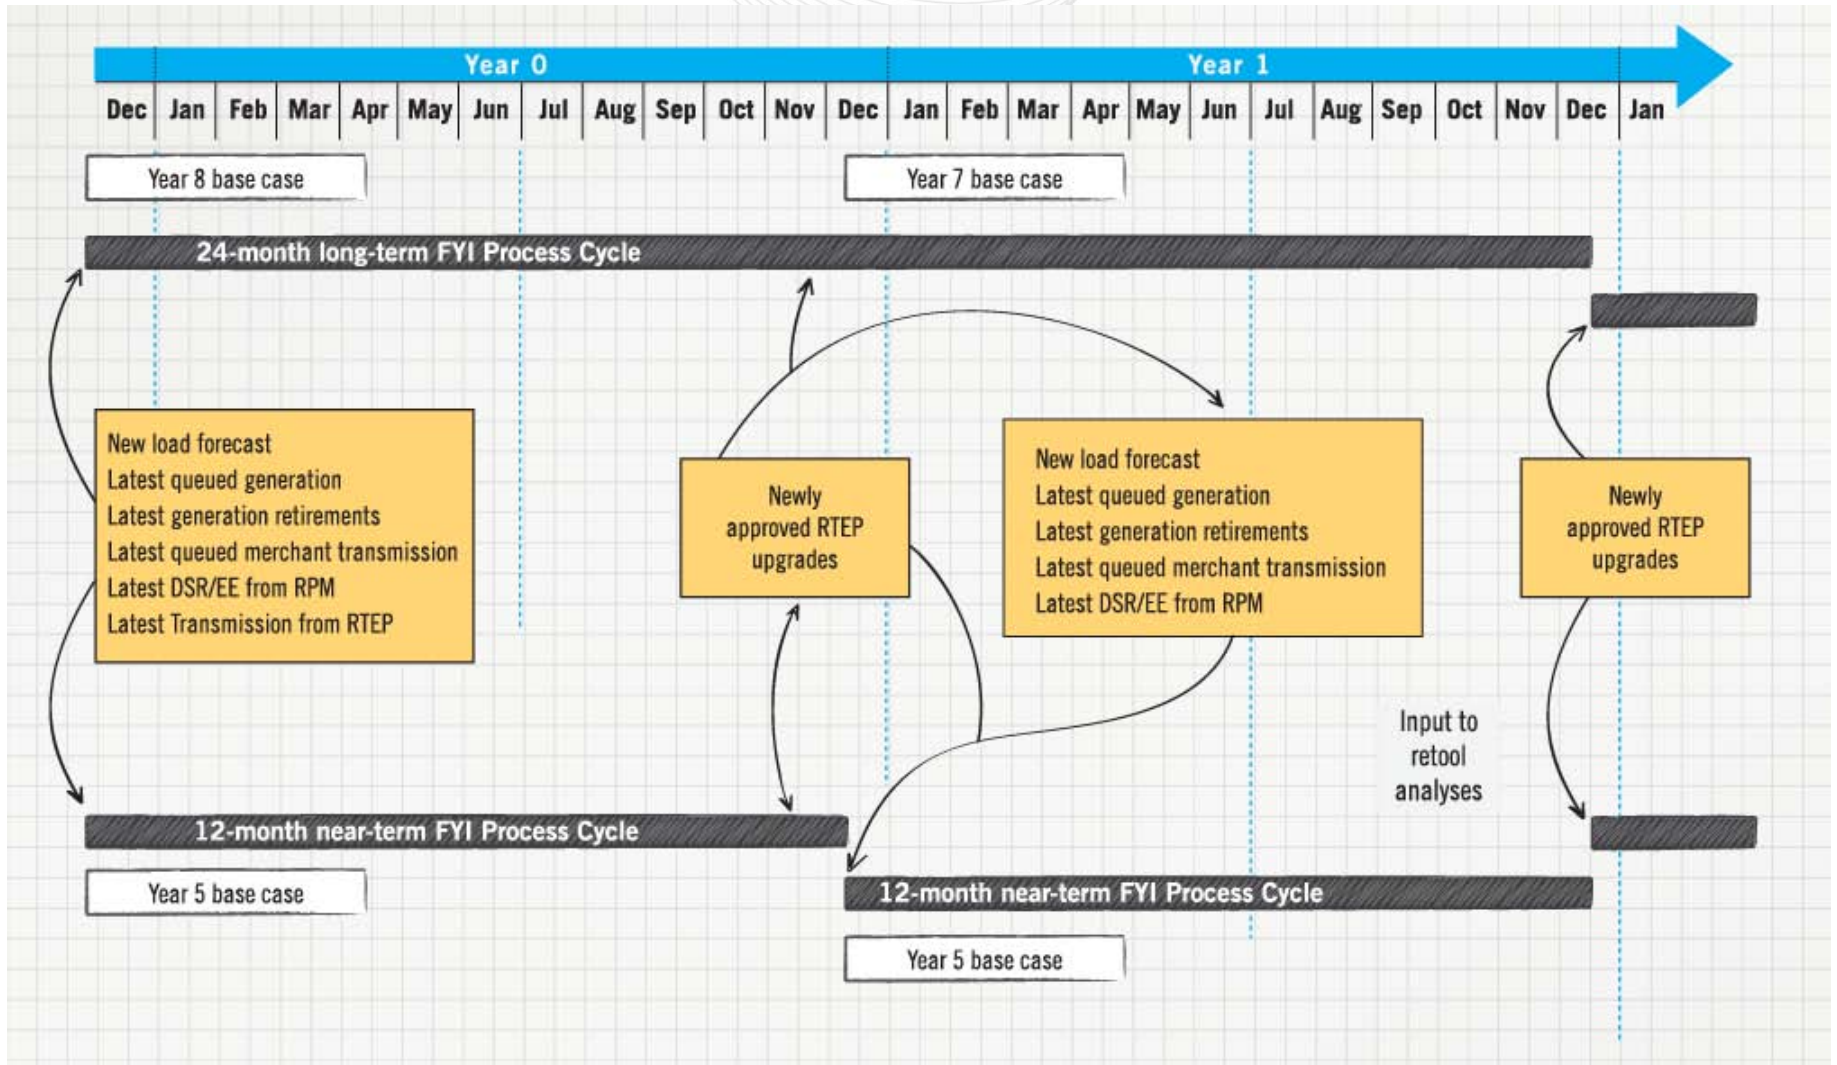 Year 0 Year 1
Dec Jan Feb Mar Apr May Jun Jul Aug Sep Oct Nov Dec Jan Feb Mar Apr May Jun Jul Aug Sep Oct Nov Dec Jan
Year 8 base case
Year 7 base case
24-month long-term FYI Process Cycle
New load forecast
Latest queued generation
Latest generation retirements
Latest queued merchant transmission
Latest DSR/EE from RPM
Latest Transmission from RTEP
Newly
approved RTEP
upgrades
New load forecast
Latest queued generation
Latest generation retirements
Latest queued merchant transmission
Latest DSR/EE from RPM
Newly
approved RTEP
upgrades
Input to
retool
analyses
12-month near-term FYI Process Cycle
Year 5 base case
12-month near-term FYI Process Cycle
Year 5 base case